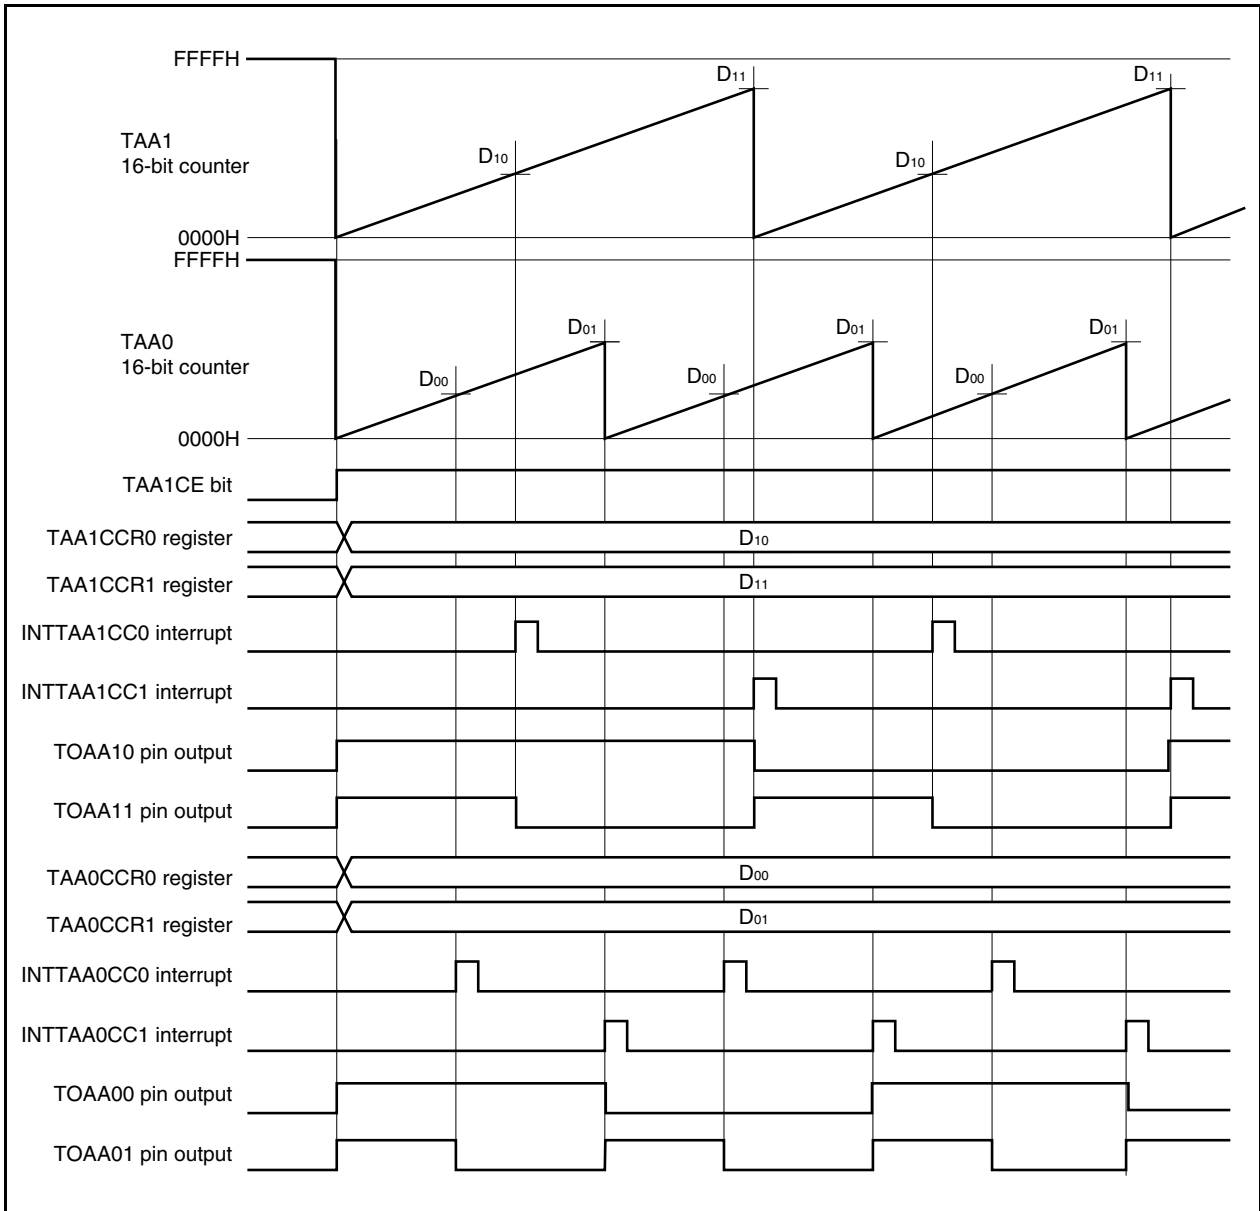 FFFFH
D11
D11
TAA1
16-bit counter
D10
D10
0000H
FFFFH
TAA0
16-bit counter
D01
D01
D01
D00
D00
D00
0000H
TAA1CE bit
TAA1CCR0 register
D10
TAA1CCR1 register
D11
INTTAA1CC0 interrupt
INTTAA1CC1 interrupt
TOAA10 pin output
TOAA11 pin output
TAA0CCR0 register
D00
TAA0CCR1 register
D01
INTTAA0CC0 interrupt
INTTAA0CC1 interrupt
TOAA00 pin output
TOAA01 pin output